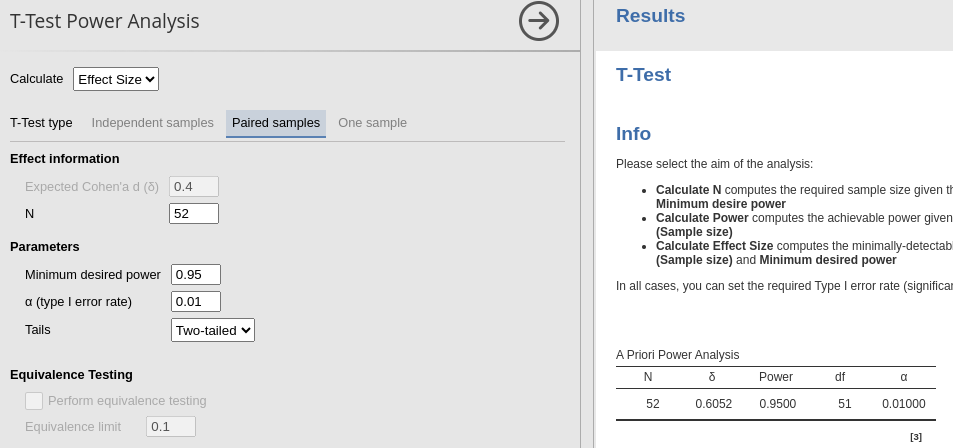 T-Test Power Analysis
Calculate Effect Size
T-Test type Independent samples Paired samples One sample
Effect information
Expected Cohen'a d (δ) 0.4
N 52
Parameters
Minimum desired power 0.95
α (type I error rate) 0.01
Tails Two-tailed
Equivalence Testing
Perform equivalence testing
Equivalence limit 0.1
Results
T-Test
Info
Please select the aim of the analysis:
• Calculate N computes the required sample size given
Minimum desire power
• Calculate Power computes the achievable power given
(Sample size)
• Calculate Effect Size computes the
(Sample size) and Minimum desired power
In all cases, you can set the required Type I error rate
A Priori Power Analysis
N δ Power df α
52 0.6052 0.9500 51 0.01000
[3]